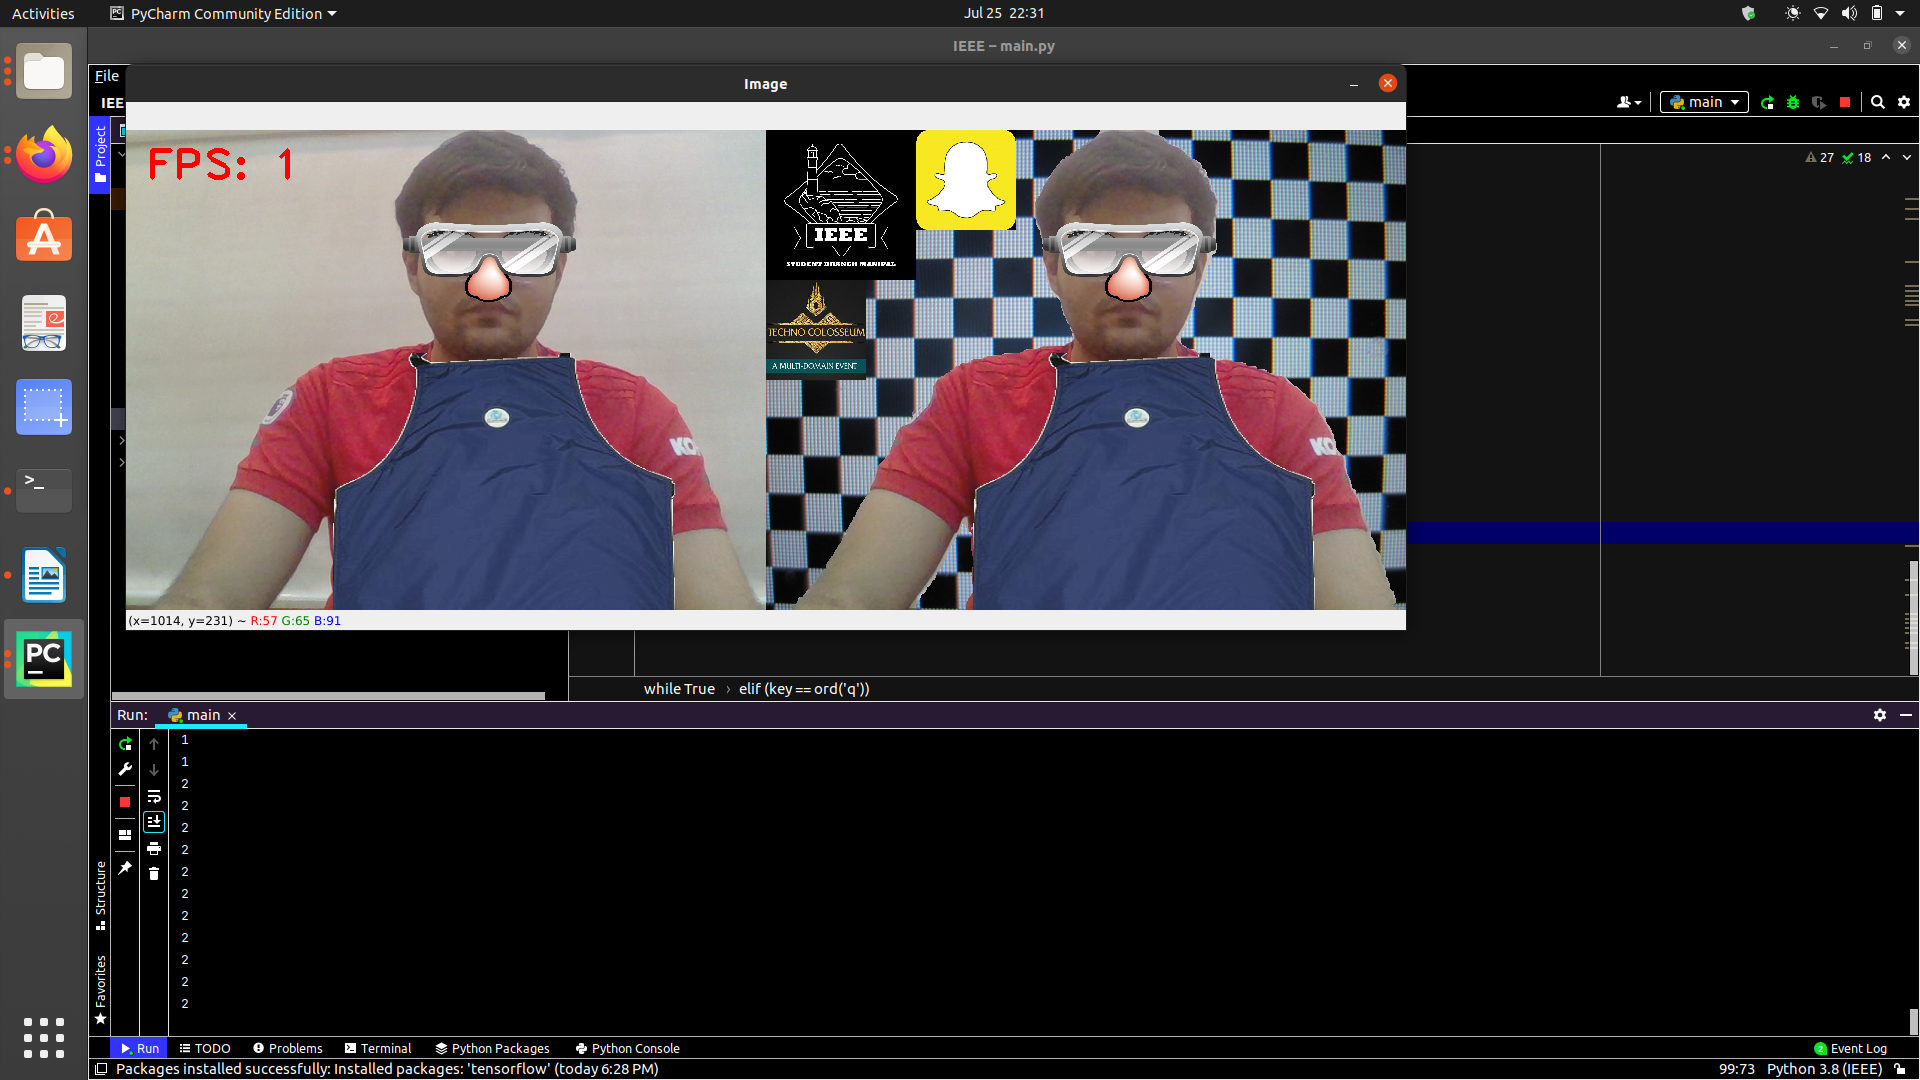 Activities
PyCharm Community Edition
Jul 25 22:31
IEEE – main.py
File
Image
IEE
main
Project
FPS: 1
27
18
IEEE
STUDENT BRANCH MANIPAL
TECHNO COLOSSEUM
A MULTI-DOMAIN EVENT
KO
(x=1014, y=231) ~ R:57 G:65 B:91
while True
elif (key == ord('q'))
Run:
main
1
1
2
2
2
2
2
2
2
2
2
2
2
Structure
Favorites
Run
TODO
Problems
Terminal
Python Packages
Python Console
2 Event Log
Packages installed successfully: Installed packages: 'tensorflow' (today 6:28 PM)
99:73
Python 3.8 (IEEE)